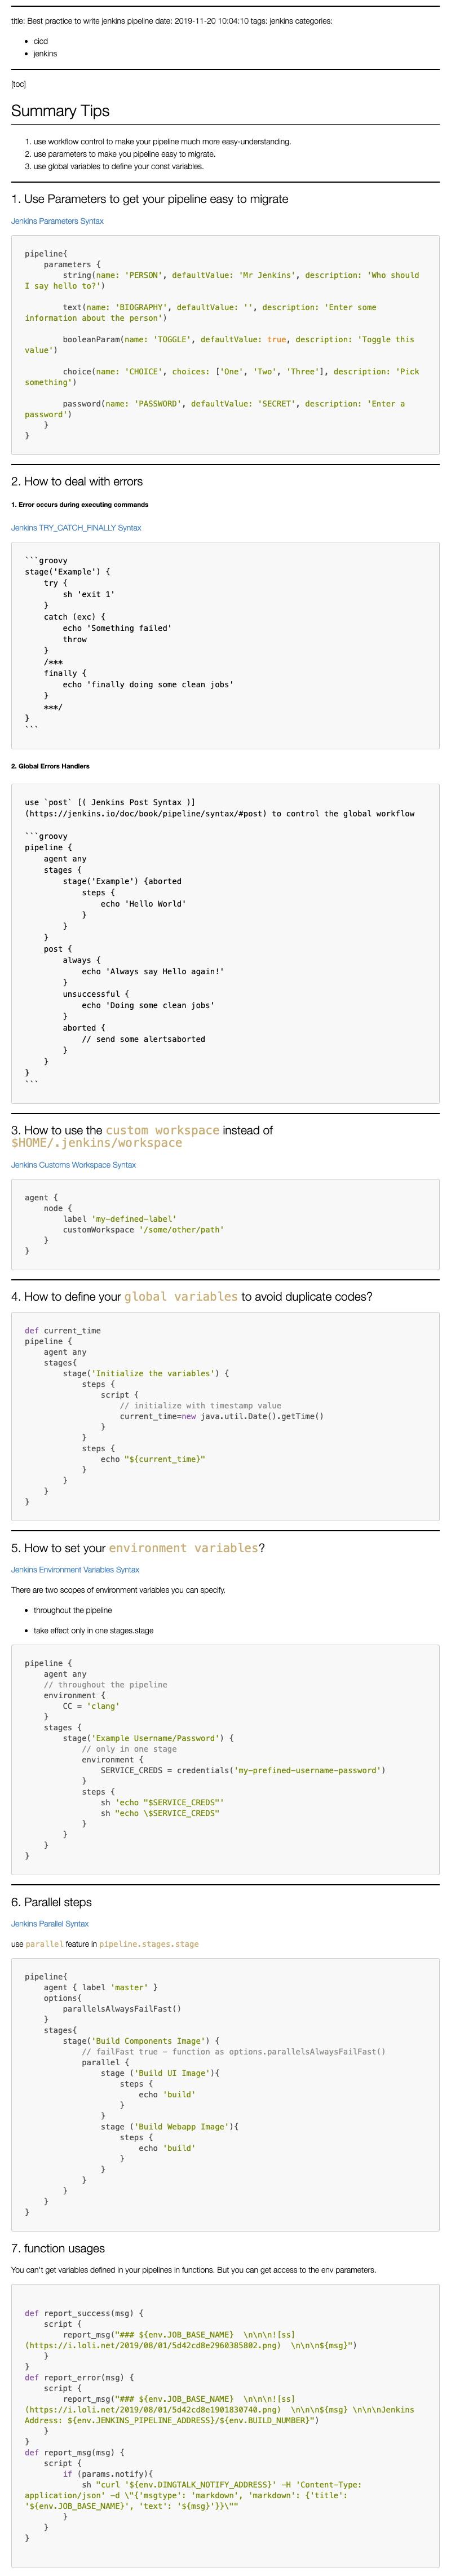 title: Best practice to write jenkins pipeline date: 2019-11-20 10:04:10 tags: jenkins categories:
• cicd
• jenkins
[toc]
Summary Tips
1. use workflow control to make your pipeline much more easy-understanding.
2. use parameters to make you pipeline easy to migrate.
3. use global variables to define your const variables.
1. Use Parameters to get your pipeline easy to migrate
Jenkins Parameters Syntax
pipeline{
    parameters {
        string(name: 'PERSON', defaultValue: 'Mr Jenkins', description: 'Who should
I say hello to?')
        text(name: 'BIOGRAPHY', defaultValue: '', description: 'Enter some
information about the person')
        booleanParam(name: 'TOGGLE', defaultValue: true, description: 'Toggle this
value')
        choice(name: 'CHOICE', choices: ['One', 'Two', 'Three'], description: 'Pick
something')
        password(name: 'PASSWORD', defaultValue: 'SECRET', description: 'Enter a
password')
    }
}
2. How to deal with errors
1. Error occurs during executing commands
Jenkins TRY_CATCH_FINALLY Syntax
```groovy
stage('Example') {
    try {
        sh 'exit 1'
    }
    catch (exc) {
        echo 'Something failed'
        throw
    }
    /***
    finally {
        echo 'finally doing some clean jobs'
    }
    ***/
}
```
2. Global Errors Handlers
use `post` [( Jenkins Post Syntax )]
(https://jenkins.io/doc/book/pipeline/syntax/#post) to control the global workflow
```groovy
pipeline {
    agent any
    stages {
        stage('Example') {aborted
            steps {
                echo 'Hello World'
            }
        }
    }
    post {
        always {
            echo 'Always say Hello again!'
        }
        unsuccessful {
            echo 'Doing some clean jobs'
        }
        aborted {
            // send some alertsaborted
        }
    }
}
```
3. How to use the custom workspace instead of
$HOME/.jenkins/workspace
Jenkins Customs Workspace Syntax
agent {
    node {
        label 'my-defined-label'
        customWorkspace '/some/other/path'
    }
}
4. How to define your global variables to avoid duplicate codes?
def current_time
pipeline {
    agent any
    stages{
        stage('Initialize the variables') {
            steps {
                script {
                    // initialize with timestamp value
                    current_time=new java.util.Date().getTime()
                }
            }
            steps {
                echo "${current_time}"
            }
        }
    }
}
5. How to set your environment variables?
Jenkins Environment Variables Syntax
There are two scopes of environment variables you can specify.
• throughout the pipeline
• take effect only in one stages.stage
pipeline {
    agent any
    // throughout the pipeline
    environment {
        CC = 'clang'
    }
    stages {
        stage('Example Username/Password') {
            // only in one stage
            environment {
                SERVICE_CREDS = credentials('my-prefined-username-password')
            }
            steps {
                sh 'echo "$SERVICE_CREDS"'
                sh "echo \$SERVICE_CREDS"
            }
        }
    }
}
6. Parallel steps
Jenkins Parallel Syntax
use parallel feature in pipeline.stages.stage
pipeline{
    agent { label 'master' }
    options{
        parallelsAlwaysFailFast()
    }
    stages{
        stage('Build Components Image') {
            // failFast true - function as options.parallelsAlwaysFailFast()
            parallel {
                stage ('Build UI Image'){
                    steps {
                        echo 'build'
                    }
                }
                stage ('Build Webapp Image'){
                    steps {
                        echo 'build'
                    }
                }
            }
        }
    }
}
7. function usages
You can't get variables defined in your pipelines in functions. But you can get access to the env parameters.
def report_success(msg) {
    script {
        report_msg("### ${env.JOB_BASE_NAME}  \n\n\n![ss]
(https://i.loli.net/2019/08/01/5d42cd8e2960385802.png)  \n\n\n${msg}")
    }
}
def report_error(msg) {
    script {
        report_msg("### ${env.JOB_BASE_NAME}  \n\n\n![ss]
(https://i.loli.net/2019/08/01/5d42cd8e1901830740.png)  \n\n\n${msg} \n\n\nJenkins
Address: ${env.JENKINS_PIPELINE_ADDRESS}/${env.BUILD_NUMBER}")
    }
}
def report_msg(msg) {
    script {
        if (params.notify){
            sh "curl '${env.DINGTALK_NOTIFY_ADDRESS}' -H 'Content-Type:
application/json' -d \"{'msgtype': 'markdown', 'markdown': {'title':
'${env.JOB_BASE_NAME}', 'text': '${msg}'}}\""
        }
    }
}